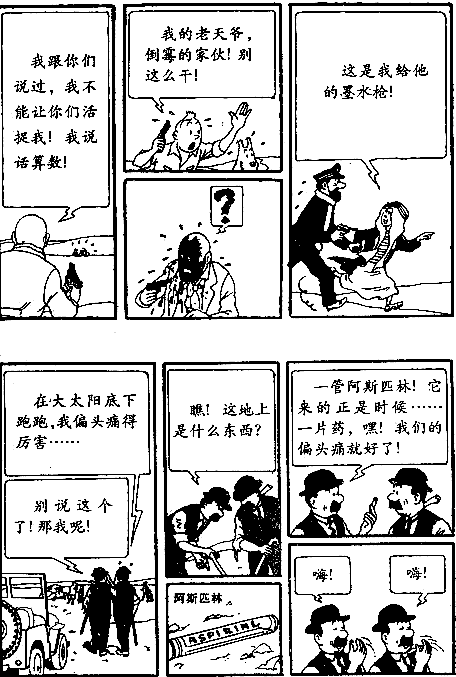 我跟你们
说过，我不
能让你们活
捉我！我说
话算数！
我的老天爷，
倒霉的家伙！别
这么干！
?
这是我给他
的墨水枪！
在大太阳底下
跑跑，我偏头痛得
厉害……
别说这个
了！那我呢！
瞧！这地上
是什么东西？
阿斯匹林
ASPIRINE
一管阿斯匹林！它
来的正是时候……
一片药，嘿！我们的
偏头痛就好了！
嗨！
嗨！